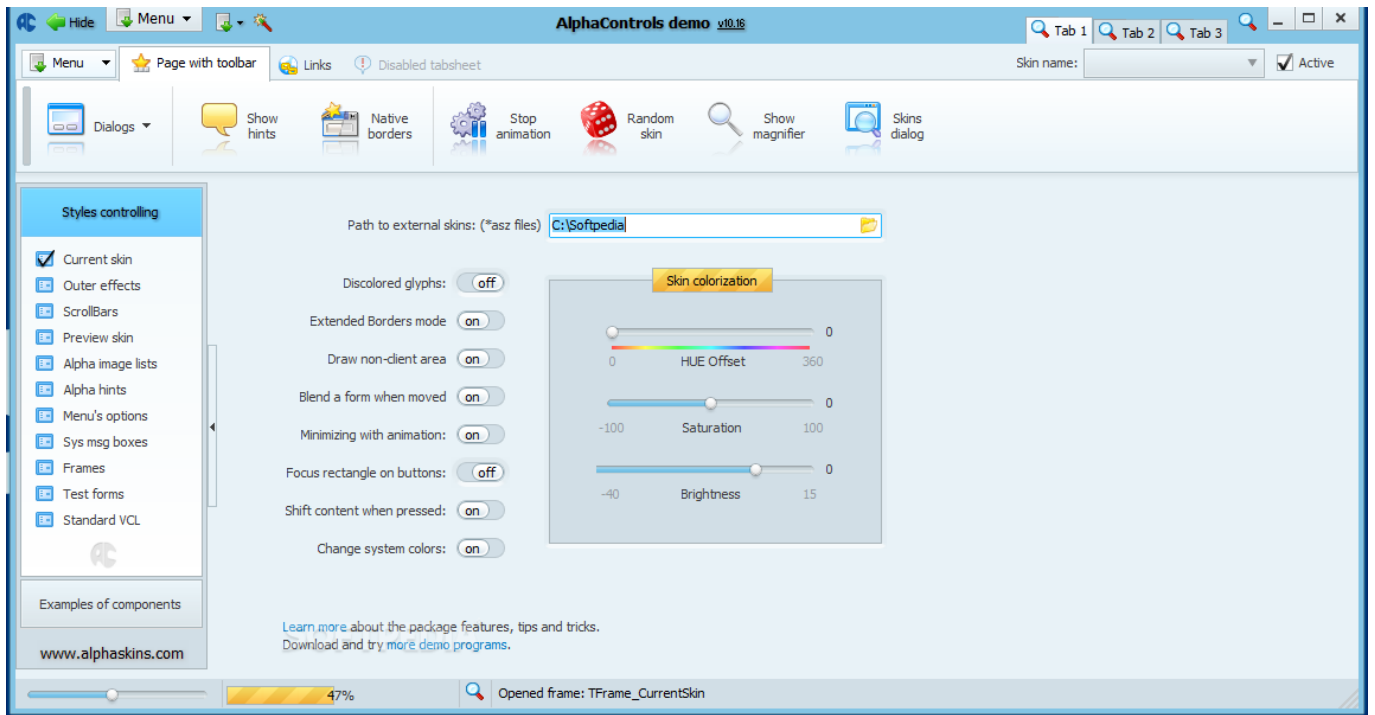 Hide
Menu
AlphaControls demo v10.16
Tab 1
Tab 2
Tab 3
Menu
Page with toolbar
Links
Disabled tabsheet
Skin name:
Active
Dialogs
Show
hints
Native
borders
Stop
animation
Random
skin
Show
magnifier
Skins
dialog
Styles controlling
Current skin
Outer effects
ScrollBars
Preview skin
Alpha image lists
Alpha hints
Menu's options
Sys msg boxes
Frames
Test forms
Standard VCL
Examples of components
www.alphaskins.com
Path to external skins: (*asz files) C:\Softpedia
Discolored glyphs: off
Extended Borders mode on
Draw non-client area on
Blend a form when moved on
Minimizing with animation: on
Focus rectangle on buttons: off
Shift content when pressed: on
Change system colors: on
Skin colorization
0
0 HUE Offset 360
0
-100 Saturation 100
0
-40 Brightness 15
Learn more about the package features, tips and tricks.
Download and try more demo programs.
47%
Opened frame: TFrame_CurrentSkin